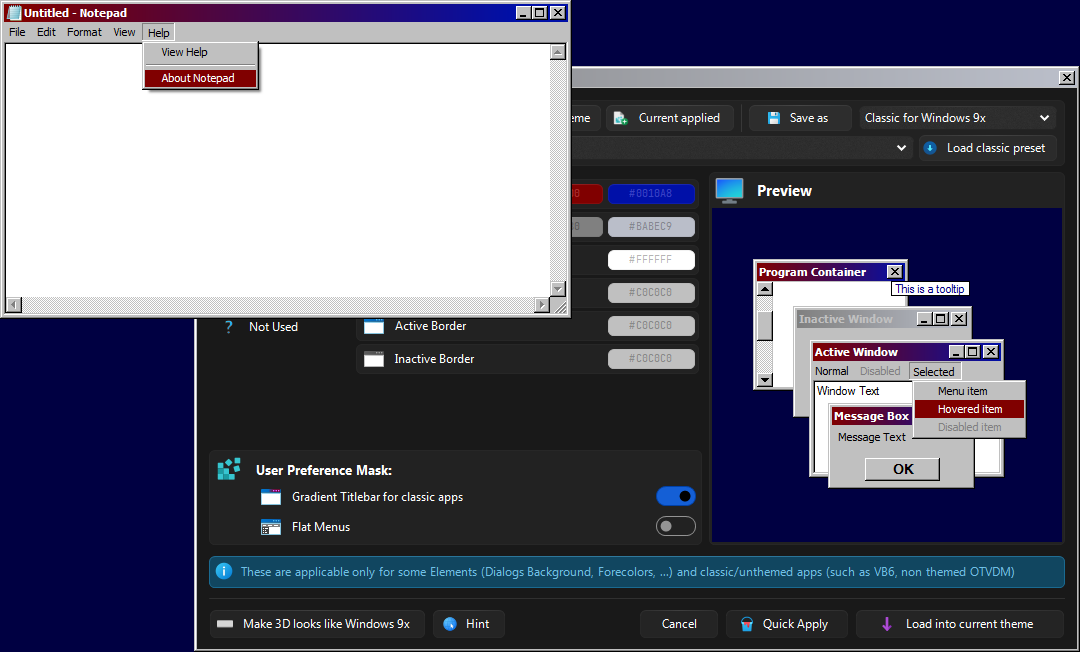 Untitled - Notepad
File Edit Format View Help
View Help
About Notepad
Current applied
Save as
Classic for Windows 9x
Load classic preset
#0010A8
#BABEC9
#FFFFFF
#C0C0C0
? Not Used
Active Border
#C0C0C0
Inactive Border
#C0C0C0
Preview
Program Container
This is a tooltip
Inactive Window
Active Window
Normal Disabled Selected
Window Text
Menu item
Hovered item
Disabled item
Message Box
Message Text
OK
User Preference Mask:
Gradient Titlebar for classic apps
Flat Menus
These are applicable only for some Elements (Dialogs Background, Forecolors, ...) and classic/unthemed apps (such as VB6, non themed OTVDM)
Make 3D looks like Windows 9x
Hint
Cancel
Quick Apply
Load into current theme